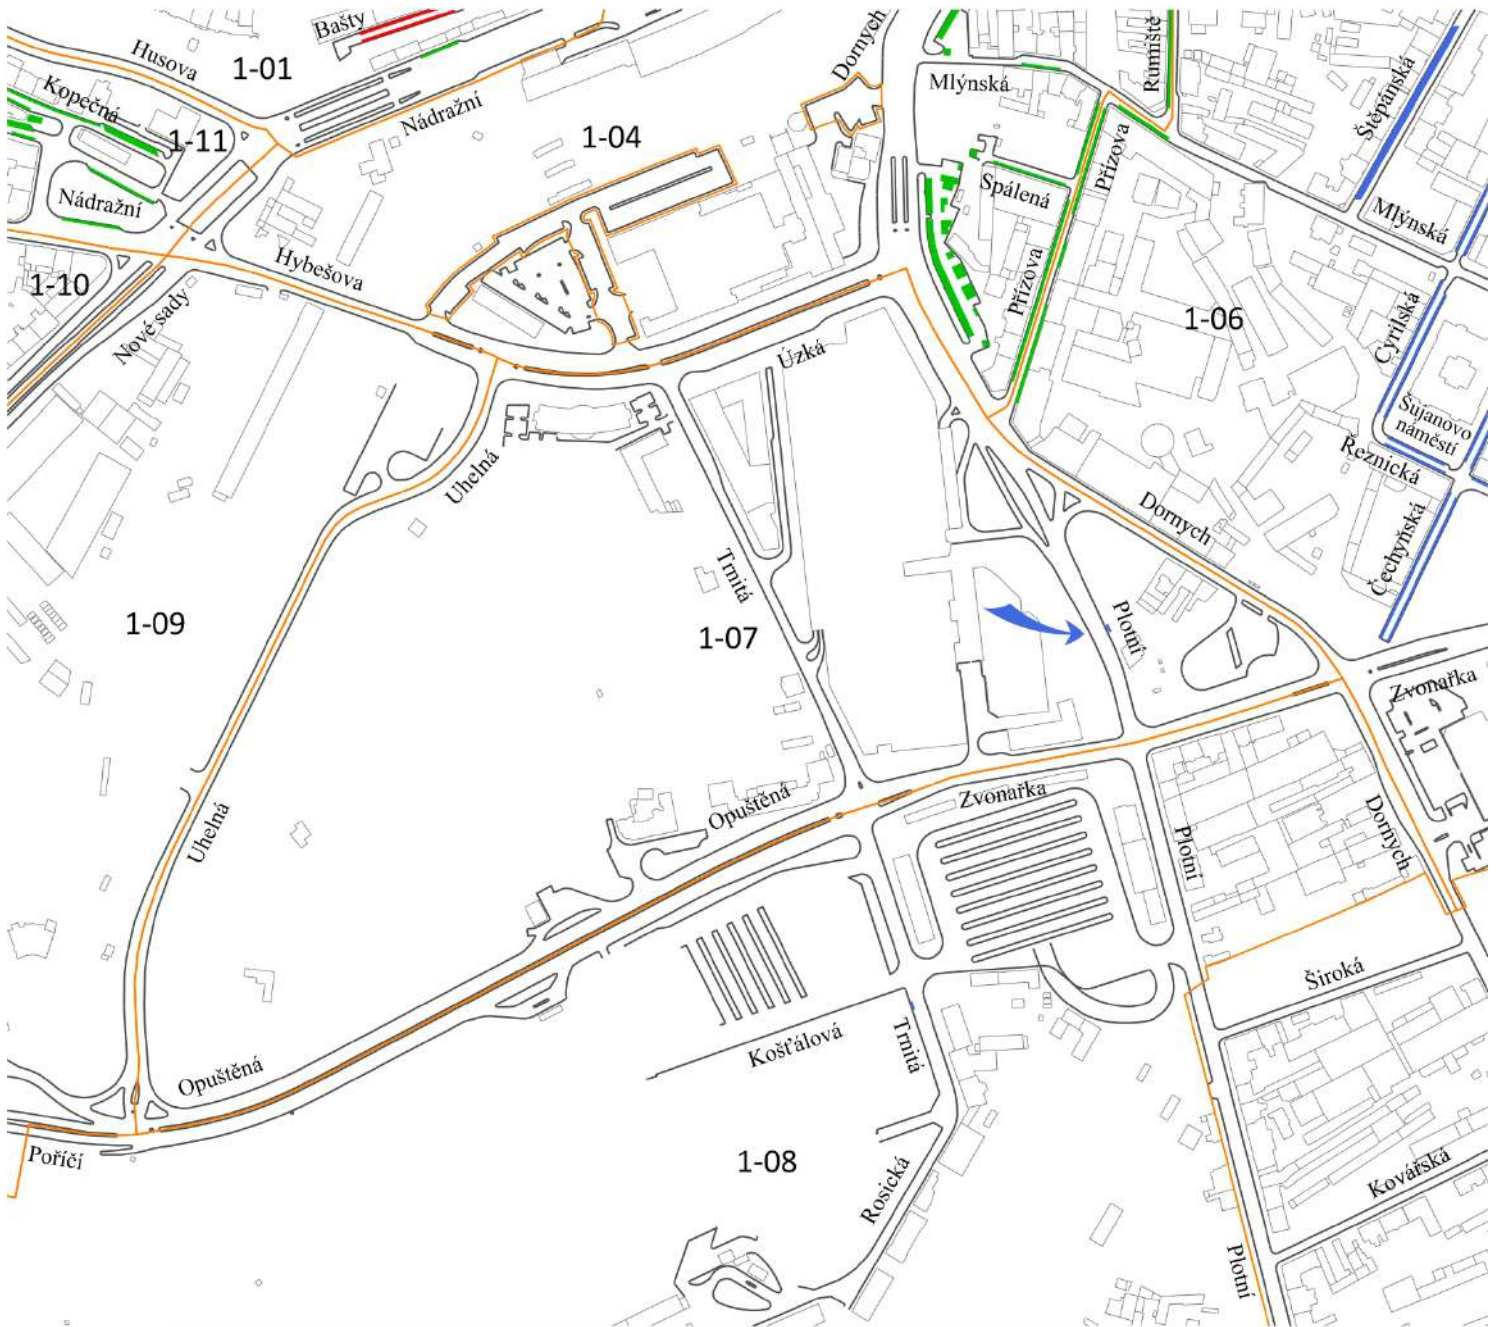 Bašty
Husova
1-01
Dornych
Rumiště
Mlýnská
Štěpánská
Kopečná
1-11
Nádražní
1-04
Přízova
Spálená
Nádražní
Mlýnská
Hybešova
1-10
Nové sady
Přízova
1-06
Cyrilská
Úzká
Šujanovo
náměstí
Řeznická
Uhelná
Dornych
Čechyňská
Trnitá
Plotní
1-09
1-07
Zvonařka
Opuštěná
Zvonařka
Uhelná
Plotní
Dornych
Široká
Košťálová
Trnitá
Opuštěná
Poříčí
1-08
Rosická
Kovářská
Plotní